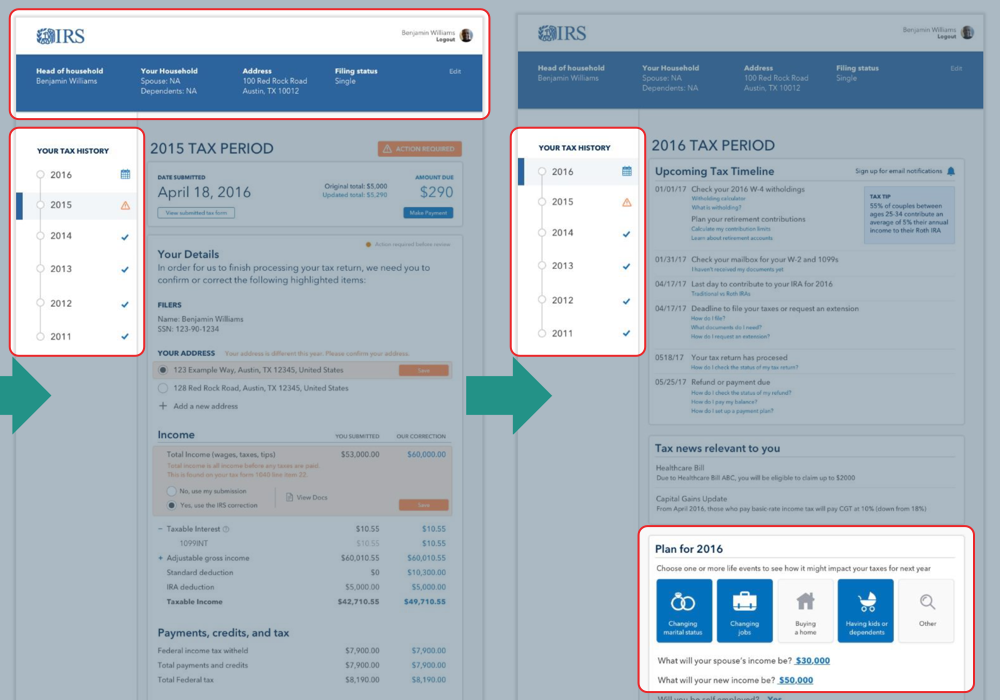 IRS
Benjamin Williams
Logout
Head of household
Benjamin Williams
Your Household
Spouse: NA
Dependents: NA
Address
100 Red Rock Road
Austin, TX 10012
Filing status
Single
Edit
YOUR TAX HISTORY
2016
2015
2014
2013
2012
2011
2015 TAX PERIOD
ACTION REQUIRED
DATE SUBMITTED
April 18, 2016
View submitted tax form
Original total: $5,000
Updated total: $5,290
AMOUNT DUE
$290
Make Payment
Action required before review
Your Details
In order for us to finish processing your tax return, we need you to
confirm or correct the following highlighted items:
FILERS
Name: Benjamin Williams
SSN: 123-90-1234
YOUR ADDRESS Your address is different this year. Please confirm your address.
123 Example Way, Austin, TX 12345, United States Save
128 Red Rock Road, Austin, TX 12345, United States
Add a new address
Income YOU SUBMITTED OUR CORRECTION
Total Income (wages, taxes, tips) $53,000.00 $60,000.00
Total income is all income before any taxes are paid.
This is found on your tax form 1040 line item 22.
No, use my submission
Yes, use the IRS correction
View Docs
Save
− Taxable Interest $10.55 $10.55
1099INT $10.55 $10.55
+ Adjustable gross income $60,010.55 $60,010.55
Standard deduction $0 $10,300.00
IRA deduction $5,000.00 $5,000.00
Taxable Income $42,710.55 $49,710.55
Payments, credits, and tax
Federal income tax witheld $7,900.00 $7,900.00
Total payments and credits $7,900.00 $7,900.00
Total Federal tax $8,190.00 $8,190.00
IRS
Benjamin Williams
Logout
Head of household
Benjamin Williams
Your Household
Spouse: NA
Dependents: NA
Address
100 Red Rock Road
Austin, TX 10012
Filing status
Single
Edit
YOUR TAX HISTORY
2016
2015
2014
2013
2012
2011
2016 TAX PERIOD
Upcoming Tax Timeline
Sign up for email notifications
01/01/17 Check your 2016 W-4 witholdings
Witholding calculator
What is witholding?
Plan your retirement contributions
Calculate my contribution limits
Learn about retirement accounts
TAX TIP
55% of couples between
ages 25-34 contribute an
average of 5% their annual
income to their Roth IRA
01/31/17 Check your mailbox for your W-2 and 1099s
I haven't received my documents yet
04/17/17 Last day to contribute to your IRA for 2016
Traditional vs Roth IRAs
04/17/17 Deadline to file your taxes or request an extension
How do I file?
What documents do I need?
How do I request an extension?
0518/17 Your tax return has procesed
How do I check the status of my tax return?
05/25/17 Refund or payment due
How do I check the status of my refund?
How do I pay my balance?
How do I set up a payment plan?
Tax news relevant to you
Healthcare Bill
Due to Healthcare Bill ABC, you will be eligible to claim up to $2000
Capital Gains Update
From April 2016, those who pay basic-rate income tax will pay CGT at 10% (down from 18%)
Plan for 2016
Choose one or more life events to see how it might impact your taxes for next year
Changing
marital status
Changing
jobs
Buying
a home
Having kids or
dependents
Other
What will your spouse's income be? $30,000
What will your new income be? $50,000
Will you be self employed? Yes